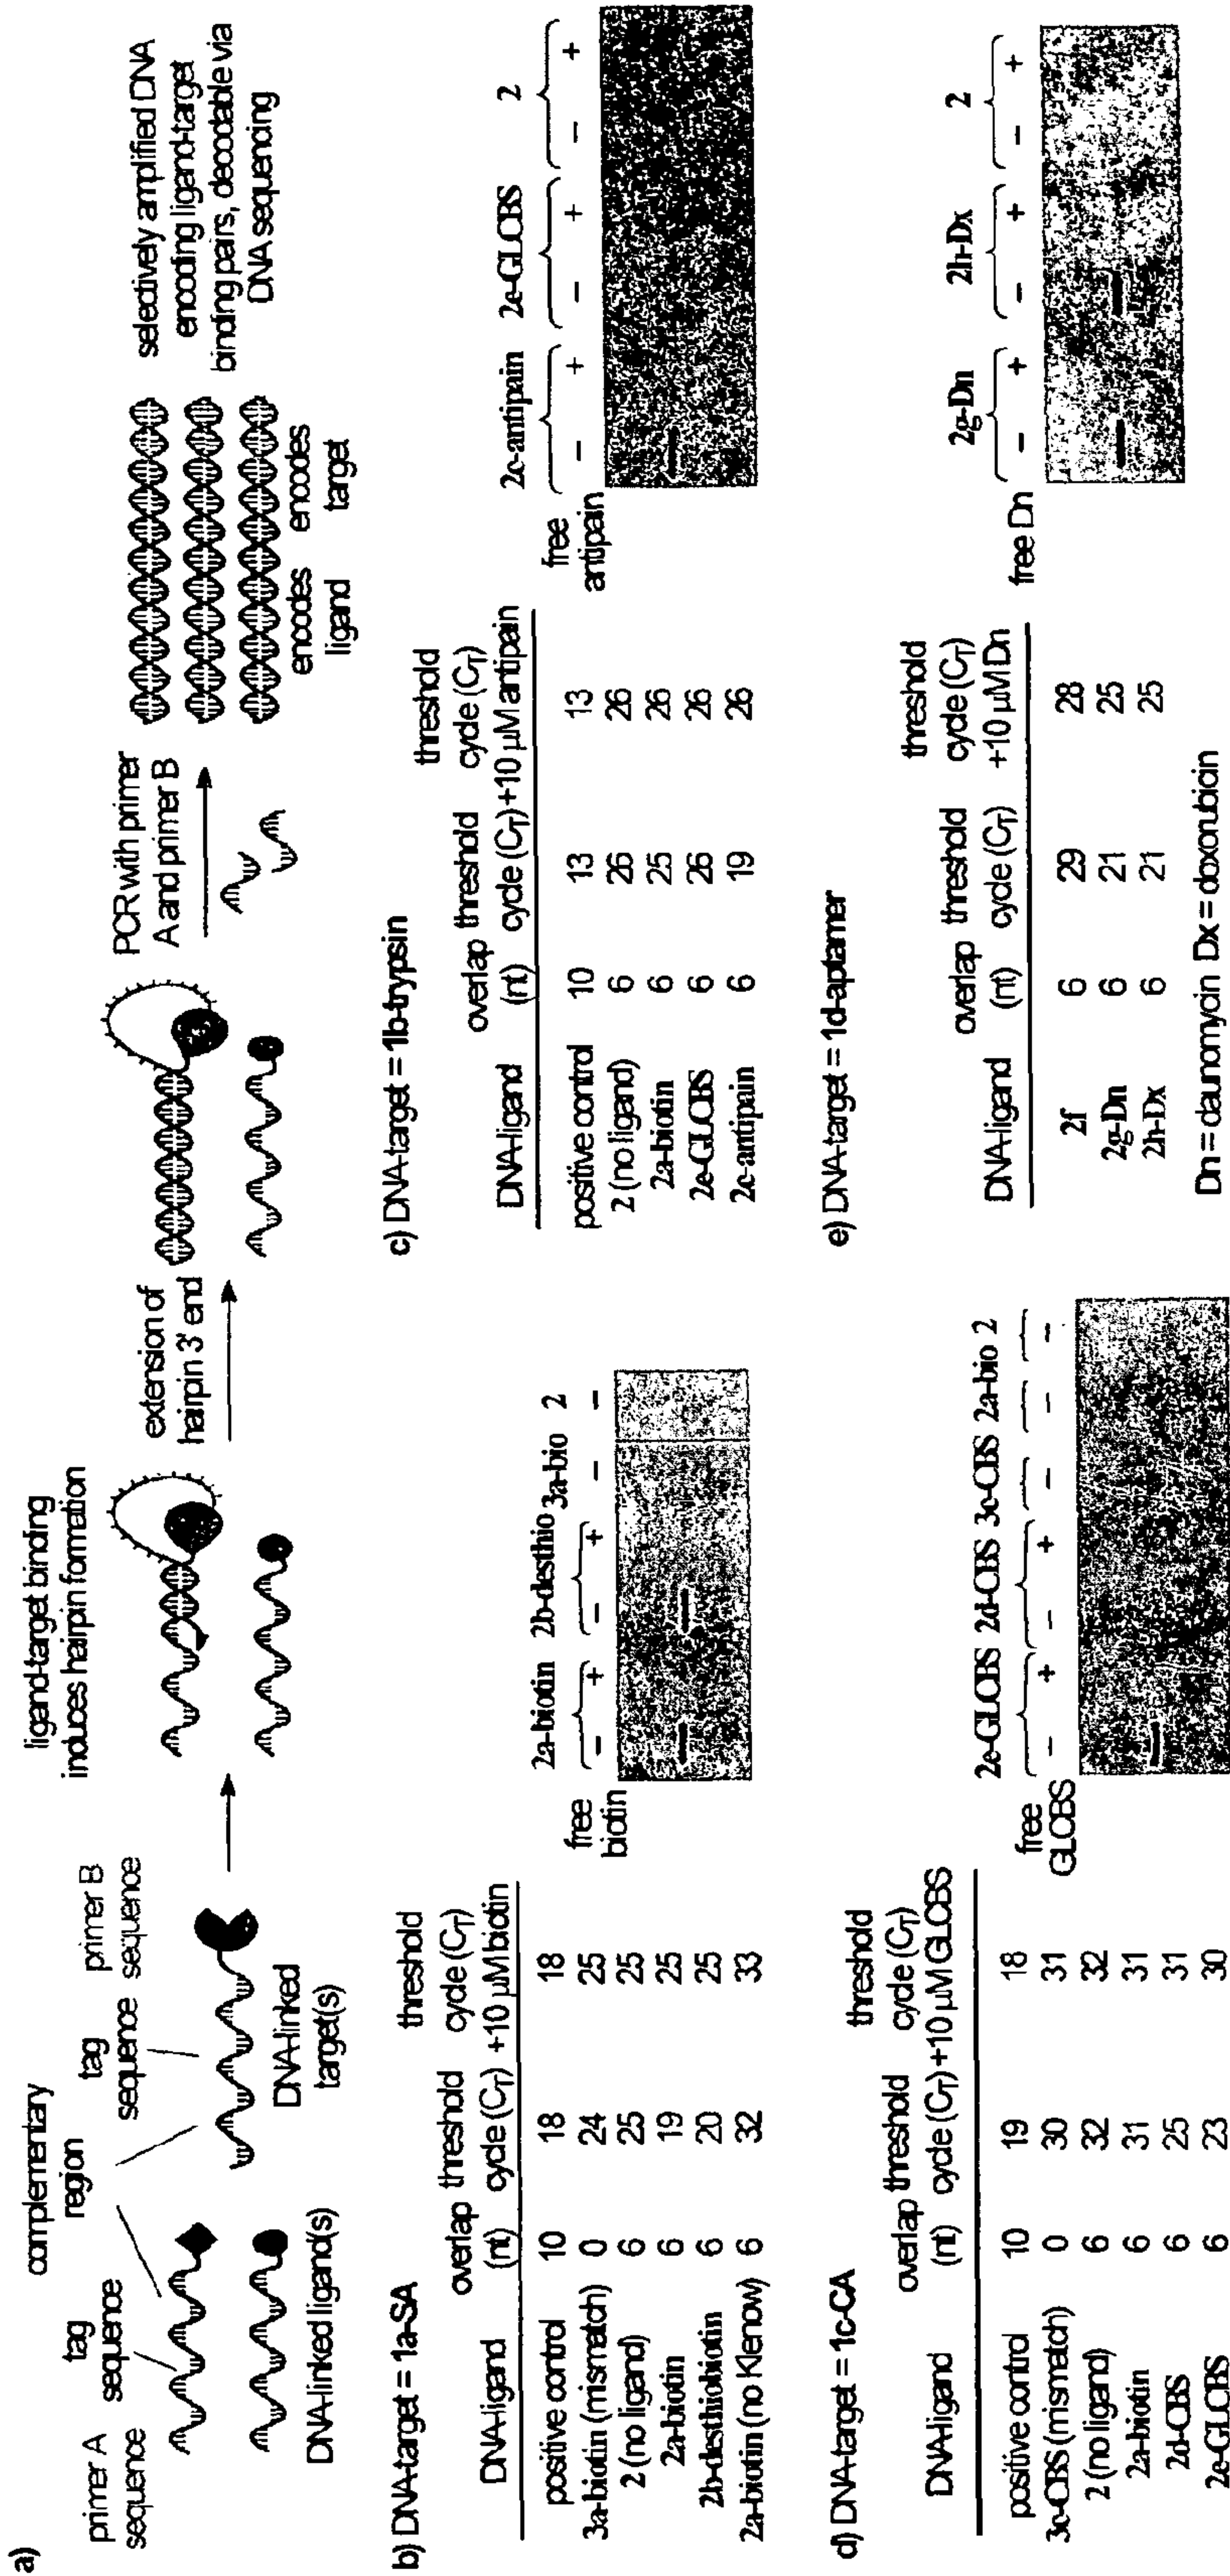 a)
primer A
sequence
tag
sequence
complementary
region
tag
sequence
primer B
sequence
DNA-linked ligand(s)
DNA-linked
target(s)
ligand-target binding
induces hairpin formation
extension of
hairpin 3' end
PCR with primer
A and primer B
encodes
ligand
encodes
target
selectively amplified DNA
encoding ligand-target
binding pairs, decodable via
DNA sequencing
b) DNA-target = 1a-SA
DNA-ligand overlap (nt) threshold cycle (CT) threshold cycle (CT) +10 μM biotin
positive control 10 18 18
3a-biotin (mismatch) 0 24 25
2 (no ligand) 6 25 25
2a-biotin 6 19 25
2b-desthiobiotin 6 20 25
2a-biotin (no Klenow) 6 32 33
2a-biotin 2b-desthio 3a-bio 2
free
biotin
− + − + − −
c) DNA-target = 1b-trypsin
DNA-ligand overlap (nt) threshold cycle (CT) threshold cycle (CT) +10 μM antipain
positive control 10 13 13
2 (no ligand) 6 26 26
2a-biotin 6 25 26
2e-GLCBS 6 26 26
2c-antipain 6 19 26
2c-antipain 2e-GLCBS 2
free
antipain
− + − + − +
d) DNA-target = 1c-CA
DNA-ligand overlap (nt) threshold cycle (CT) threshold cycle (CT) +10 μM GLCBS
positive control 10 19 18
3c-CBS (mismatch) 0 30 31
2 (no ligand) 6 32 32
2a-biotin 6 31 31
2d-CBS 6 25 31
2e-GLCBS 6 23 30
2e-GLCBS 2d-CBS 3c-CBS 2a-bio 2
free
GLCBS
− + − + − − −
e) DNA-target = 1d-aptamer
DNA-ligand overlap (nt) threshold cycle (CT) threshold cycle (CT) +10 μM Dn
2f 6 29 28
2g-Dn 6 21 25
2h-Dx 6 21 25
Dn = daunomycin Dx = doxorubicin
2g-Dn 2h-Dx 2
free Dn
− + − + − +